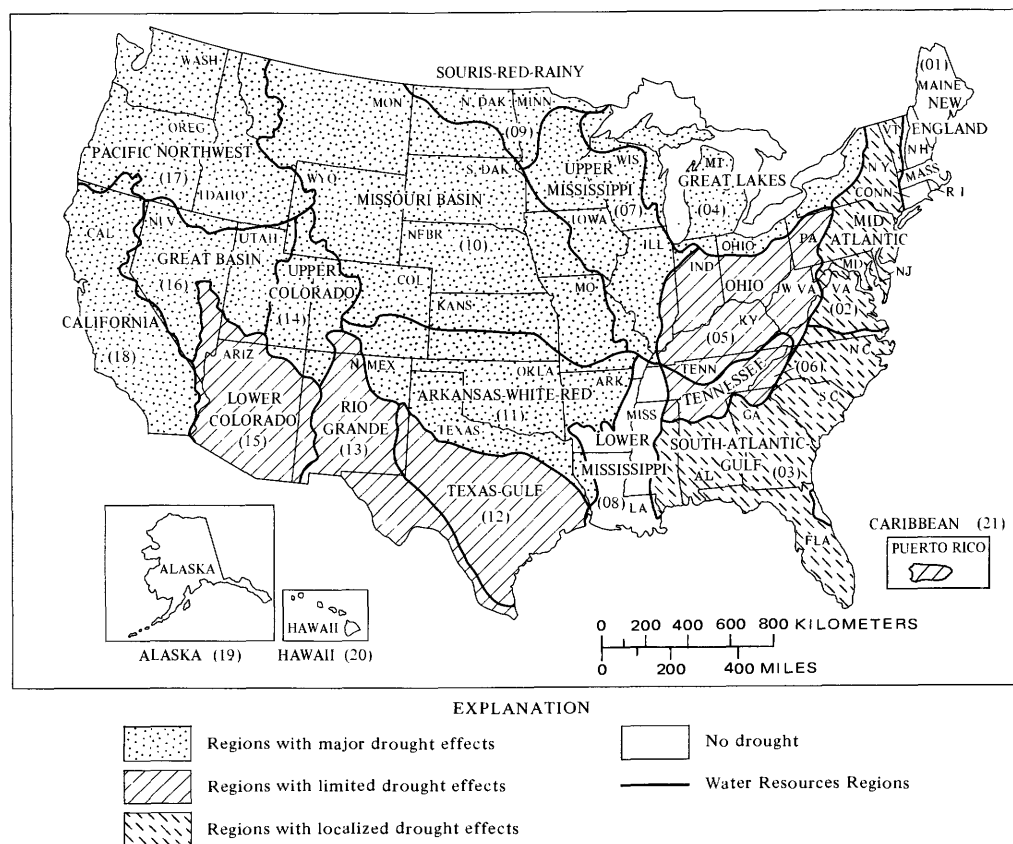 SOURIS-RED-RAINY
(01)
MAINE
NEW
ENGLAND
WASH
MON
N. DAK
MINN
(09)
VT
NH
N Y
MASS
R I
CONN
OREG
PACIFIC NORTHWEST
(17)
IDAHO
WYO
S. DAK
UPPER
MISSISSIPPI
(07)
WIS
MI
GREAT LAKES
(04)
MISSOURI BASIN
(10)
IOWA
NEBR
ILL
IND
OHIO
PA
MID
ATLANTIC
MD
NJ
VA
(02)
CAL
NEV
UTAH
GREAT BASIN
(16)
UPPER
COLORADO
(14)
COL
KANS
MO
OHIO
W VA
KY
(05)
CALIFORNIA
(18)
ARIZ
N MEX
OKLA
ARK
TENN
TENNESSEE
(06)
N C
S C
LOWER
COLORADO
(15)
RIO
GRANDE
(13)
ARKANSAS-WHITE-RED
(11)
TEXAS
MISS
LOWER
MISSISSIPPI
(08)
LA
GA
SOUTH-ATLANTIC-
GULF
(03)
AL
FLA
TEXAS-GULF
(12)
CARIBBEAN (21)
PUERTO RICO
ALASKA
HAWAII
ALASKA (19)
HAWAII (20)
0 200 400 600 800 KILOMETERS
0 200 400 MILES
EXPLANATION
Regions with major drought effects
No drought
Regions with limited drought effects
Water Resources Regions
Regions with localized drought effects